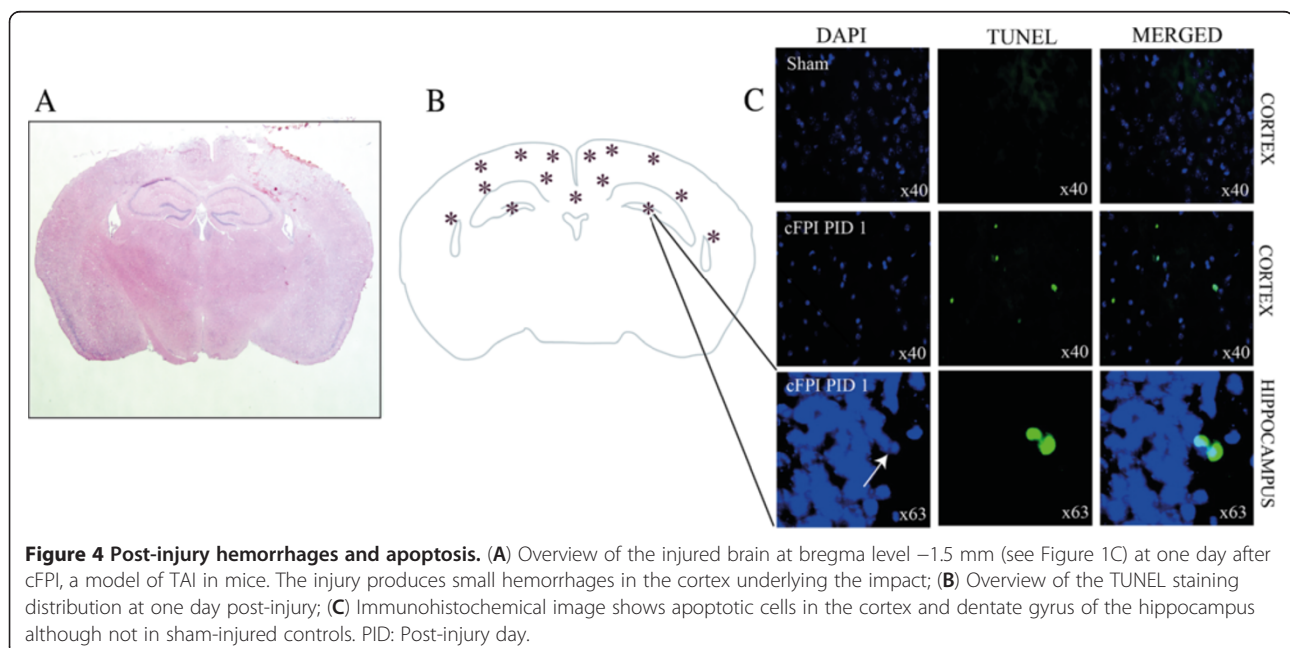 DAPI TUNEL MERGED
A B C
Sham
CORTEX
x40 x40 x40
cFPI PID 1
CORTEX
x40 x40 x40
cFPI PID 1
HIPPOCAMPUS
x63 x63 x63
* * * * * * * * * * * * * * *
Figure 4 Post-injury hemorrhages and apoptosis. (A) Overview of the injured brain at bregma level −1.5 mm (see Figure 1C) at one day after
cFPI, a model of TAI in mice. The injury produces small hemorrhages in the cortex underlying the impact; (B) Overview of the TUNEL staining
distribution at one day post-injury; (C) Immunohistochemical image shows apoptotic cells in the cortex and dentate gyrus of the hippocampus
although not in sham-injured controls. PID: Post-injury day.